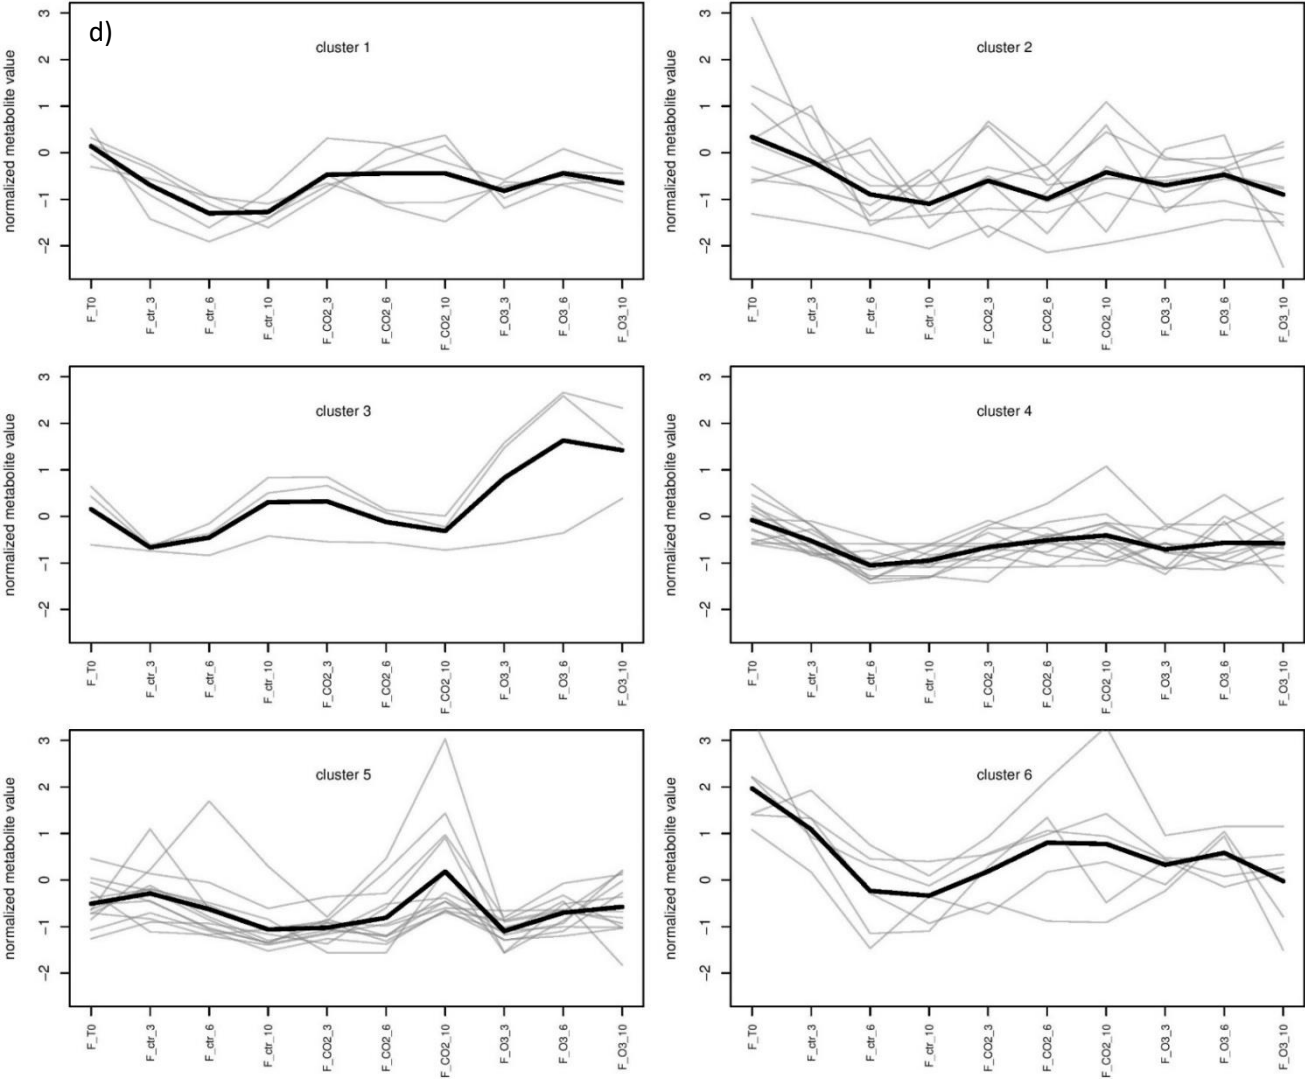 d)
cluster 1
normalized metabolite value
3
2
1
0
−1
−2
F_T0
F_ctr_3
F_ctr_6
F_ctr_10
F_CO2_3
F_CO2_6
F_CO2_10
F_O3_3
F_O3_6
F_O3_10
cluster 2
normalized metabolite value
3
2
1
0
−1
−2
F_T0
F_ctr_3
F_ctr_6
F_ctr_10
F_CO2_3
F_CO2_6
F_CO2_10
F_O3_3
F_O3_6
F_O3_10
cluster 3
normalized metabolite value
3
2
1
0
−1
−2
F_T0
F_ctr_3
F_ctr_6
F_ctr_10
F_CO2_3
F_CO2_6
F_CO2_10
F_O3_3
F_O3_6
F_O3_10
cluster 4
normalized metabolite value
3
2
1
0
−1
−2
F_T0
F_ctr_3
F_ctr_6
F_ctr_10
F_CO2_3
F_CO2_6
F_CO2_10
F_O3_3
F_O3_6
F_O3_10
cluster 5
normalized metabolite value
3
2
1
0
−1
−2
F_T0
F_ctr_3
F_ctr_6
F_ctr_10
F_CO2_3
F_CO2_6
F_CO2_10
F_O3_3
F_O3_6
F_O3_10
cluster 6
normalized metabolite value
3
2
1
0
−1
−2
F_T0
F_ctr_3
F_ctr_6
F_ctr_10
F_CO2_3
F_CO2_6
F_CO2_10
F_O3_3
F_O3_6
F_O3_10